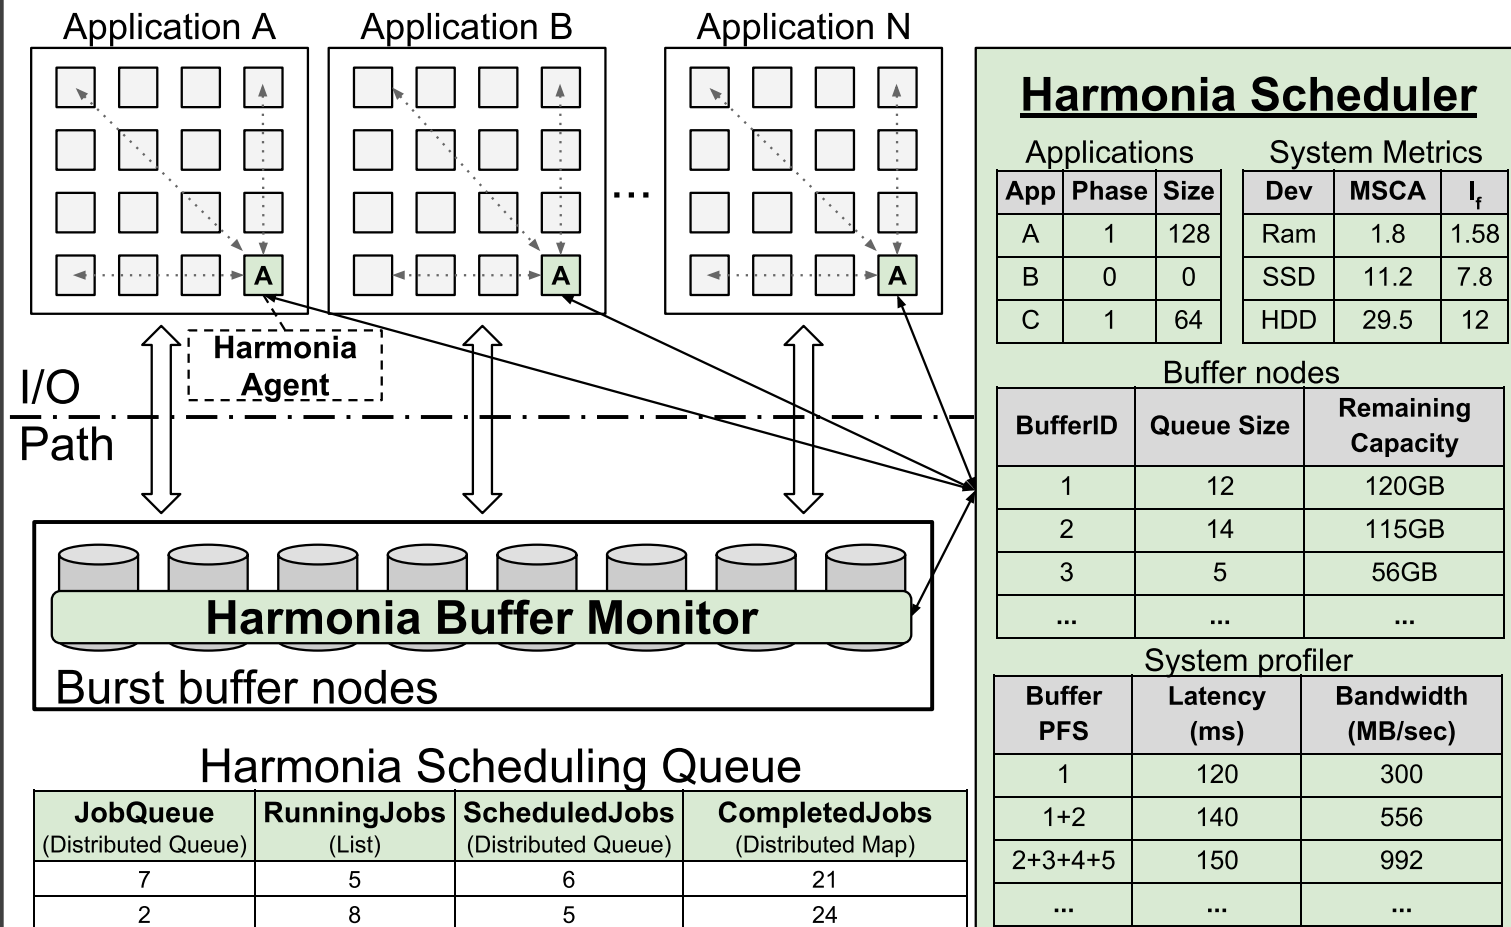 Application A
Application B
Application N
A
A
...
A
Harmonia
Agent
I/O
Path
Harmonia Buffer Monitor
Burst buffer nodes
Harmonia Scheduling Queue
JobQueue RunningJobs ScheduledJobs CompletedJobs
(Distributed Queue) (List) (Distributed Queue) (Distributed Map)
7 5 6 21
2 8 5 24
Harmonia Scheduler
Applications
App Phase Size
A 1 128
B 0 0
C 1 64
System Metrics
Dev MSCA If
Ram 1.8 1.58
SSD 11.2 7.8
HDD 29.5 12
Buffer nodes
BufferID Queue Size Remaining
Capacity
1 12 120GB
2 14 115GB
3 5 56GB
... ... ...
System profiler
Buffer Latency Bandwidth
PFS (ms) (MB/sec)
1 120 300
1+2 140 556
2+3+4+5 150 992
... ... ...